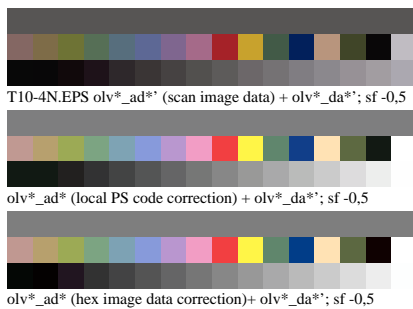 T10-4N.EPS olv*_ad*’ (scan image data) + olv*_da*’; sf -0,5
olv*_ad* (local PS code correction) + olv*_da*’; sf -0,5
olv*_ad* (hex image data correction)+ olv*_da*’; sf -0,5